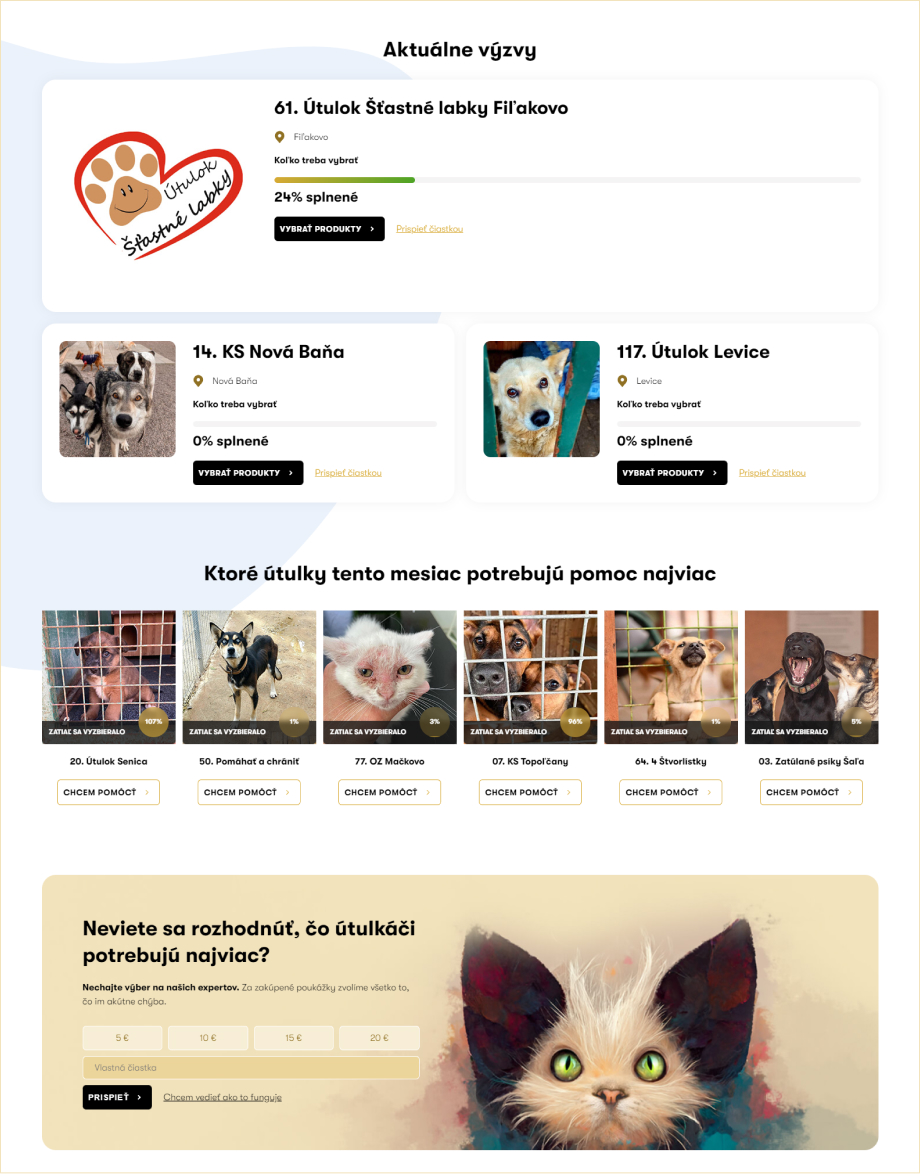 Aktuálne výzvy
Útulok
Šťastné labky
61. Útulok Šťastné labky Fiľakovo
Fiľakovo
Koľko treba vybrať
24% splnené
VYBRAŤ PRODUKTY >
Prispieť čiastkou
14. KS Nová Baňa
Nová Baňa
Koľko treba vybrať
0% splnené
VYBRAŤ PRODUKTY >
Prispieť čiastkou
117. Útulok Levice
Levice
Koľko treba vybrať
0% splnené
VYBRAŤ PRODUKTY >
Prispieť čiastkou
Ktoré útulky tento mesiac potrebujú pomoc najviac
107%
ZATIAĽ SA VYZBIERALO
20. Útulok Senica
CHCEM POMÔCŤ >
1%
ZATIAĽ SA VYZBIERALO
50. Pomáhať a chrániť
CHCEM POMÔCŤ >
3%
ZATIAĽ SA VYZBIERALO
77. OZ Mačkovo
CHCEM POMÔCŤ >
96%
ZATIAĽ SA VYZBIERALO
07. KS Topoľčany
CHCEM POMÔCŤ >
1%
ZATIAĽ SA VYZBIERALO
64. 4 Štvorlístky
CHCEM POMÔCŤ >
5%
ZATIAĽ SA VYZBIERALO
03. Zatúlané psíky Šaľa
CHCEM POMÔCŤ >
Neviete sa rozhodnúť, čo útulkáči
potrebujú najviac?
Nechajte výber na našich expertov. Za zakúpené poukážky zvolíme všetko to,
čo im akútne chýba.
5 €
10 €
15 €
20 €
Vlastná čiastka
PRISPIEŤ >
Chcem vedieť ako to funguje